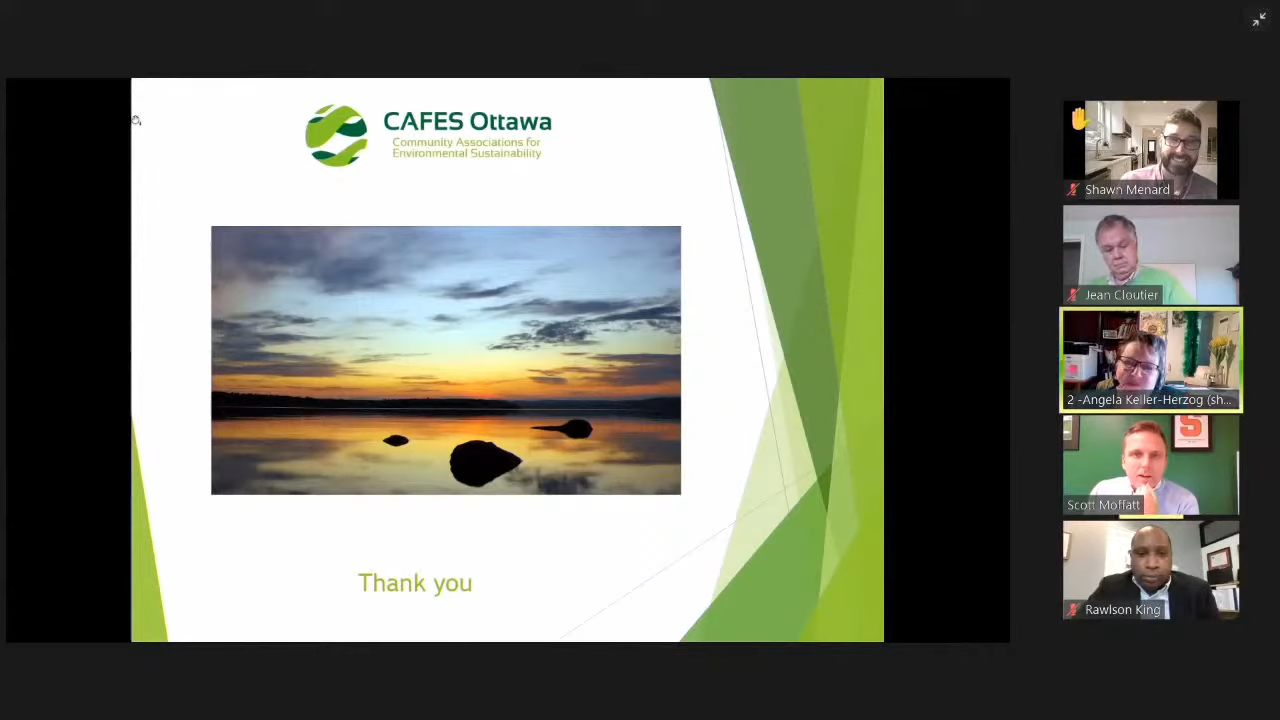 CAFES Ottawa
Community Associations for
Environmental Sustainability
Thank you
Shawn Menard
Jean Cloutier
2 -Angela Keller-Herzog (sh...
S
Scott Moffatt
Rawlson King